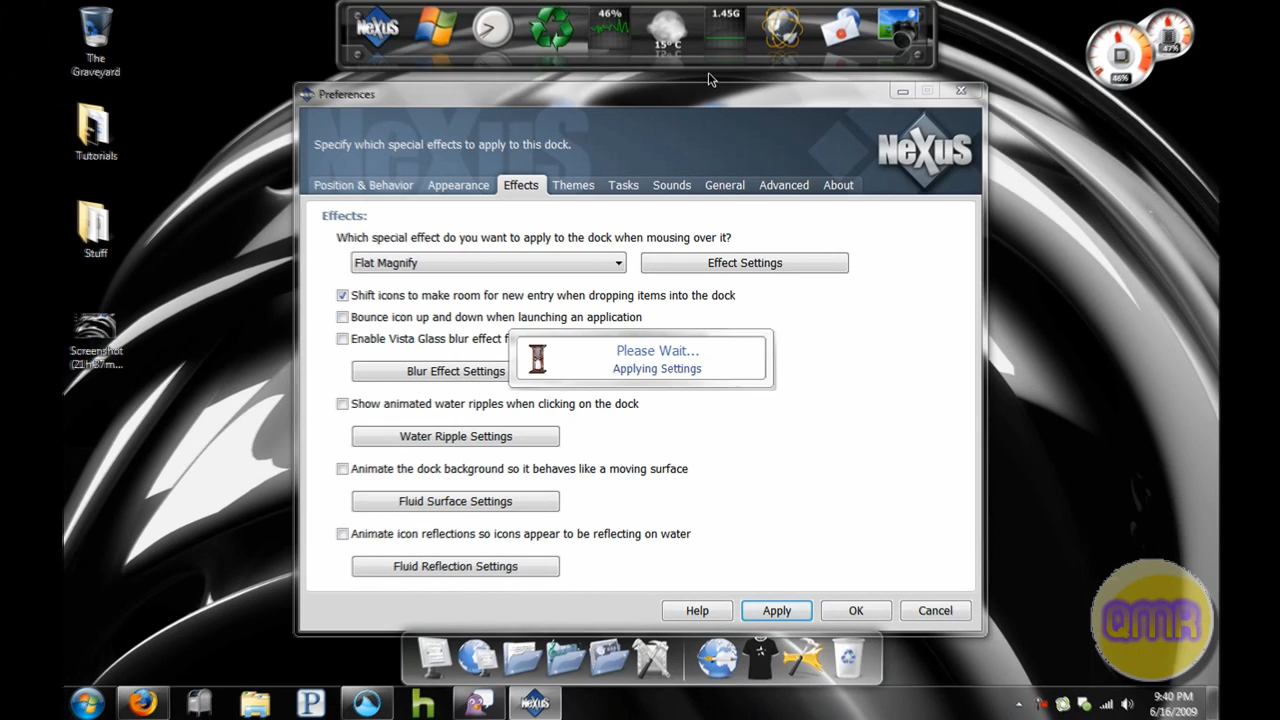 The
Graveyard
Tutorials
Stuff
Screenshot
(21H37m...
NeXuS
46%
15° C
1.45G
46%
47%
Preferences
Specify which special effects to apply to this dock.
NeXuS
NeXuS
Position & Behavior Appearance Effects Themes Tasks Sounds General Advanced About
Effects:
Which special effect do you want to apply to the dock when mousing over it?
Flat Magnify Effect Settings
Shift icons to make room for new entry when dropping items into the dock
Bounce icon up and down when launching an application
Enable Vista Glass blur effect f
Please Wait...
Applying Settings
Blur Effect Settings
Show animated water ripples when clicking on the dock
Water Ripple Settings
Animate the dock background so it behaves like a moving surface
Fluid Surface Settings
Animate icon reflections so icons appear to be reflecting on water
Fluid Reflection Settings
Help Apply OK Cancel
QMR
P
h
NeXuS
9:40 PM
6/16/2009